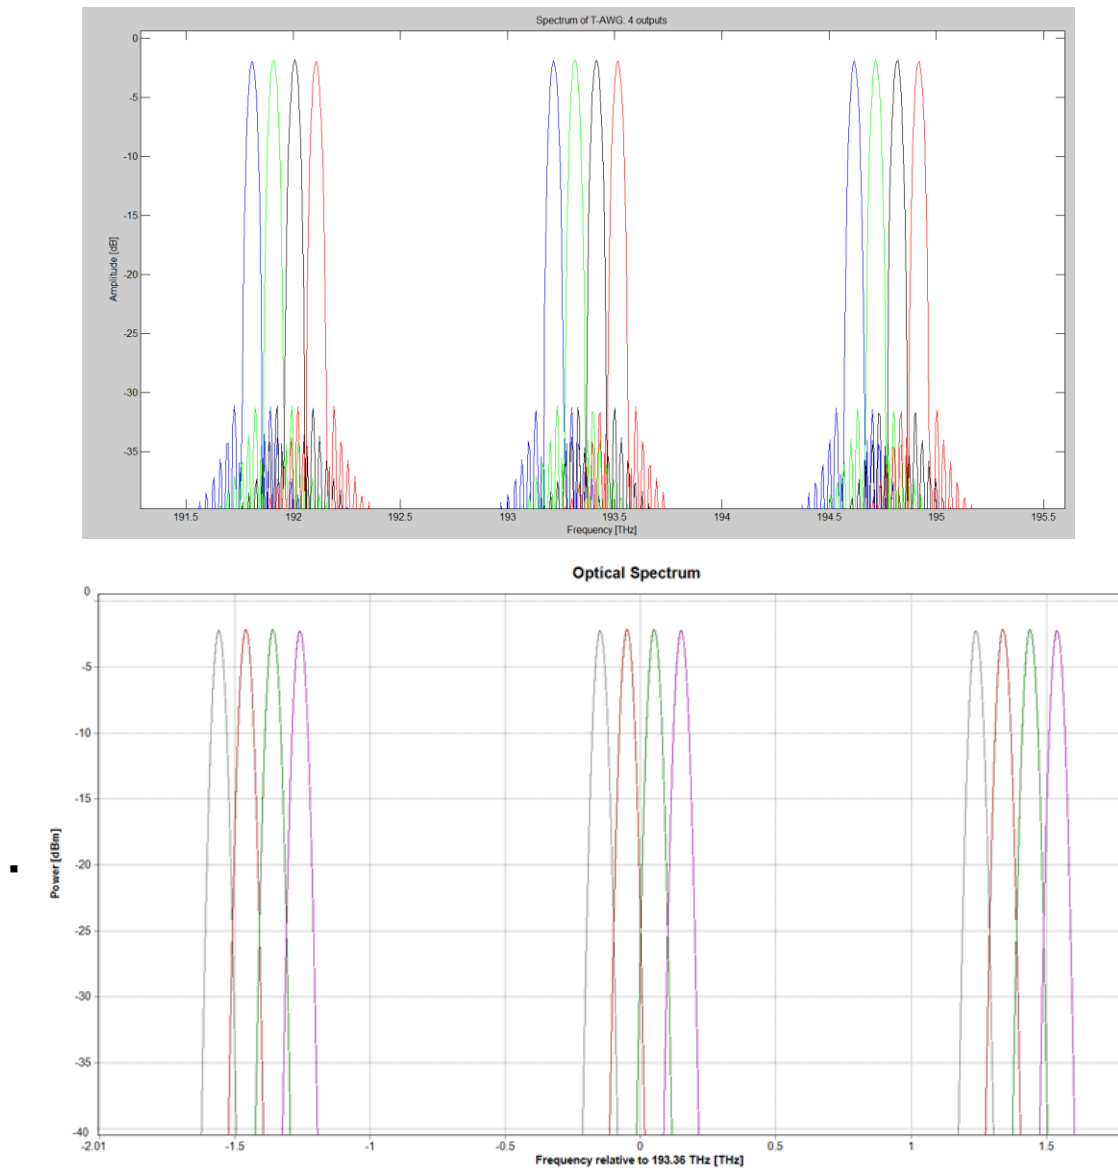 Spectrum of T-AWG: 4 outputs
0
-5
-10
-15
-20
-25
-30
-35
Amplitude [dB]
191.5 192 192.5 193 193.5 194 194.5 195 195.5
Frequency [THz]
Optical Spectrum
0
-5
-10
-15
-20
-25
-30
-35
-40
Power [dBm]
-2.01 -1.5 -1 -0.5 0 0.5 1 1.5
Frequency relative to 193.36 THz [THz]